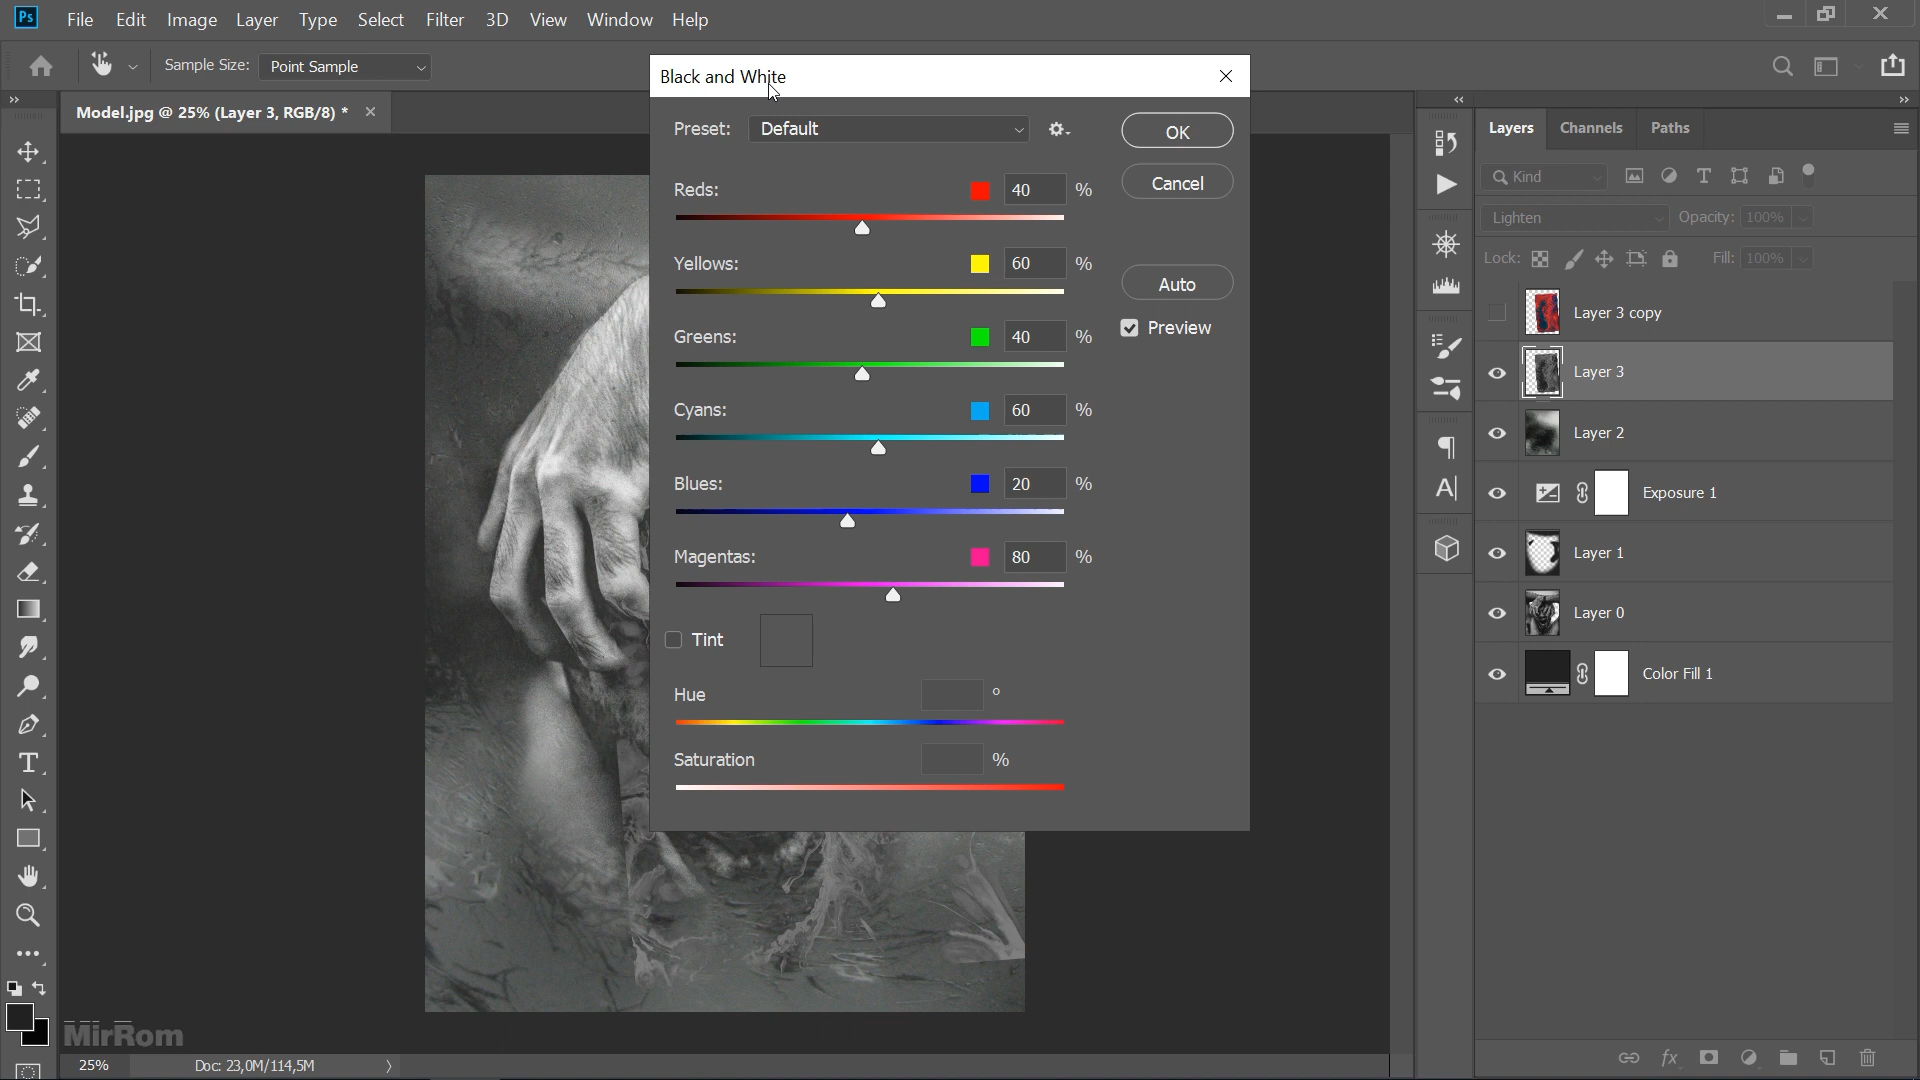 Ps File Edit Image Layer Type Select Filter 3D View Window Help
Sample Size: Point Sample
Model.jpg @ 25% (Layer 3, RGB/8) *
Black and White
Preset: Default
OK
Cancel
Auto
Preview
Reds: 40 %
Yellows: 60 %
Greens: 40 %
Cyans: 60 %
Blues: 20 %
Magentas: 80 %
Tint
Hue º
Saturation %
Layers Channels Paths
Kind
Lighten Opacity: 100%
Lock: Fill: 100%
Layer 3 copy
Layer 3
Layer 2
Exposure 1
Layer 1
Layer 0
Color Fill 1
MirRom
25% Doc: 23,0M/114,5M